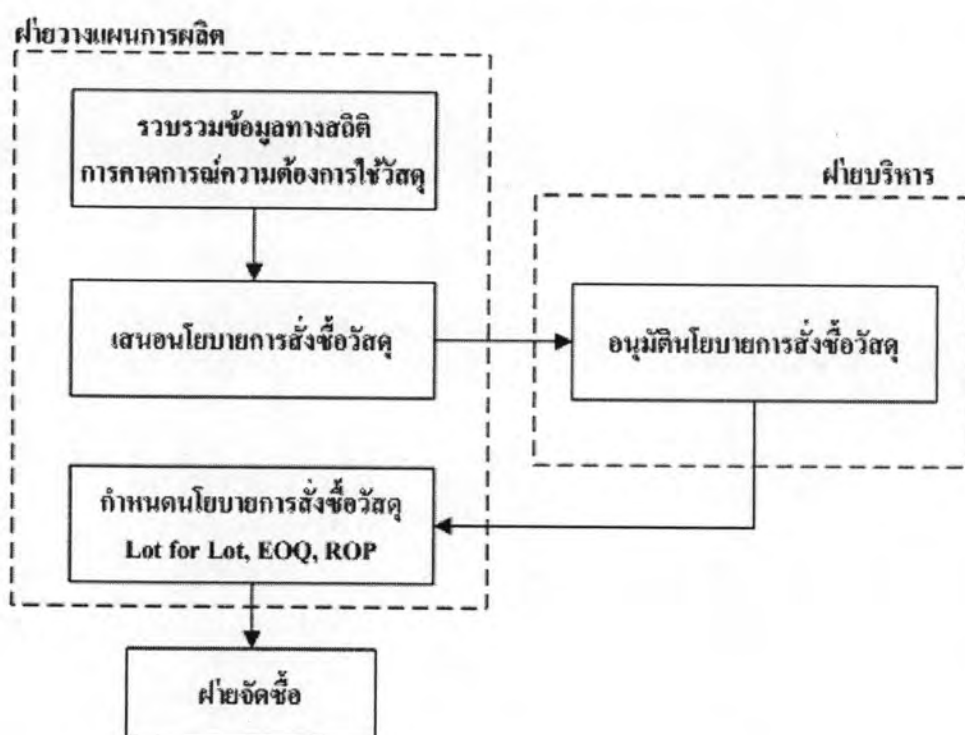 ฝ่ายวางแผนการผลิต
รวบรวมข้อมูลทางสถิติ
การคาดการณ์ความต้องการใช้วัสดุ
ฝ่ายบริหาร
เสนอนโยบายการสั่งซื้อวัสดุ
อนุมัตินโยบายการสั่งซื้อวัสดุ
กำหนดนโยบายการสั่งซื้อวัสดุ
Lot for Lot, EOQ, ROP
ฝ่ายจัดซื้อ